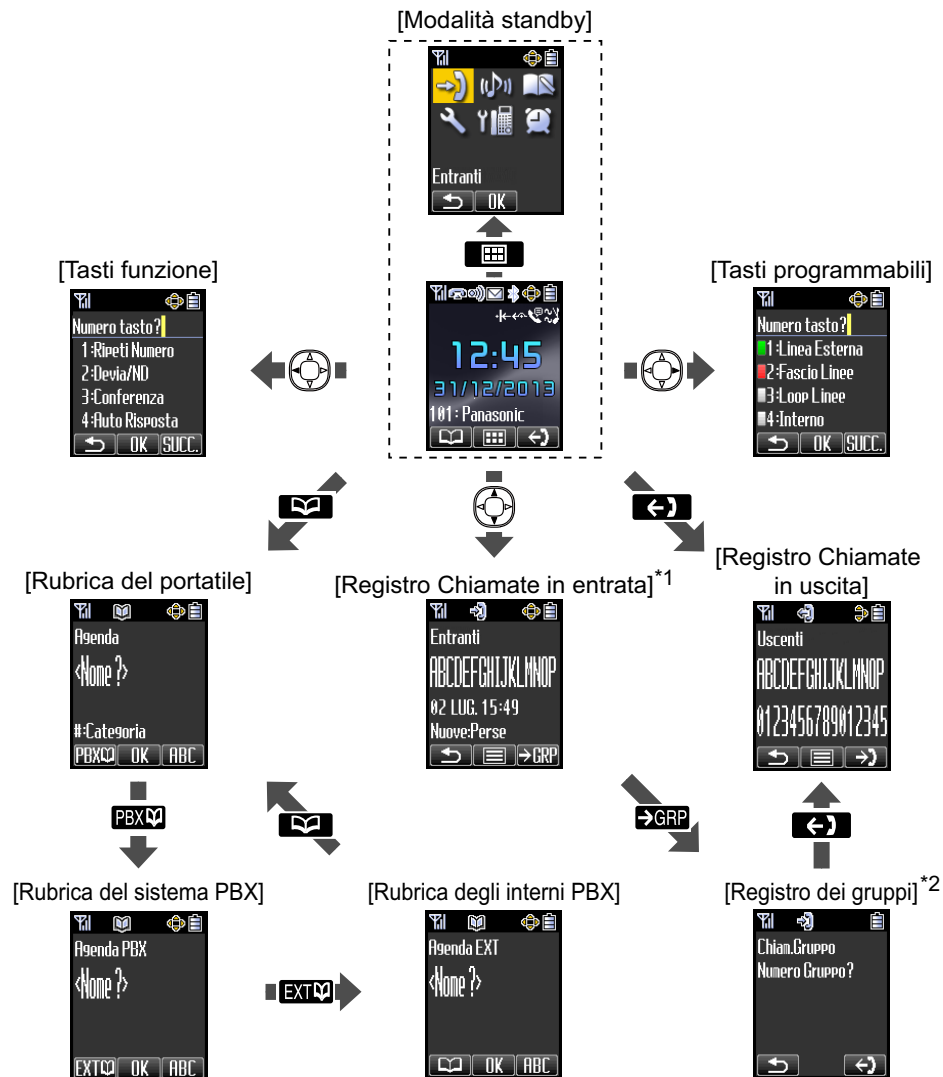 [Modalità standby]
Entranti
OK
[Tasti funzione]
Numero tasto?
1:Ripeti Numero
2:Devia/ND
3:Conferenza
4:Auto Risposta
OK SUCC.
12:45
31/12/2013
101: Panasonic
[Tasti programmabili]
Numero tasto?
1:Linea Esterna
2:Fascio Linee
3:Loop Linee
4:Interno
OK SUCC.
[Rubrica del portatile]
Agenda
<Nome ?>
#:Categoria
PBX OK ABC
[Registro Chiamate in entrata]*1
Entranti
ABCDEFGHIJKLMNOP
02 LUG. 15:49
Nuove:Perse
GRP
[Registro Chiamate
in uscita]
Uscenti
ABCDEFGHIJKLMNOP
0123456789012345
PBX
GRP
[Rubrica del sistema PBX]
Agenda PBX
<Nome ?>
EXT OK ABC
EXT
[Rubrica degli interni PBX]
Agenda EXT
<Nome ?>
OK ABC
[Registro dei gruppi]*2
Chiam.Gruppo
Numero Gruppo?